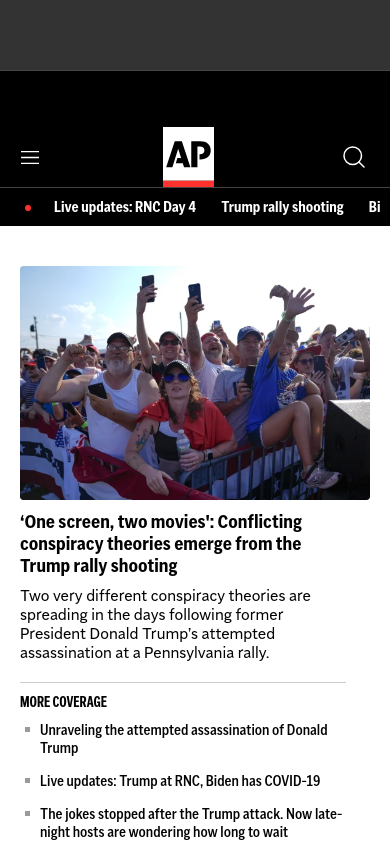 AP
Live updates: RNC Day 4 Trump rally shooting Bi
‘One screen, two movies': Conflicting
conspiracy theories emerge from the
Trump rally shooting
Two very different conspiracy theories are
spreading in the days following former
President Donald Trump’s attempted
assassination at a Pennsylvania rally.
MORE COVERAGE
Unraveling the attempted assassination of Donald
Trump
Live updates: Trump at RNC, Biden has COVID-19
The jokes stopped after the Trump attack. Now late-
night hosts are wondering how long to wait